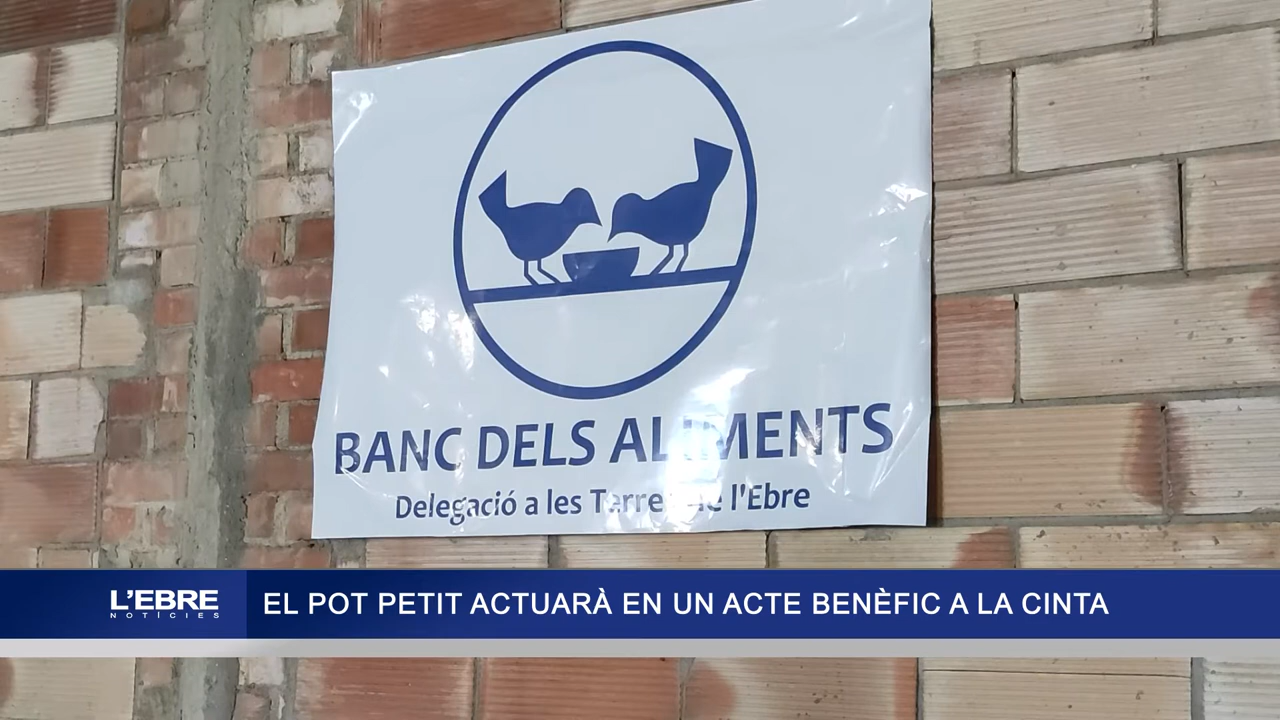 BANC DELS ALIMENTS
Delegació a les Terres de l'Ebre
L'EBRE
NOTÍCIES
EL POT PETIT ACTUARÀ EN UN ACTE BENÈFIC A LA CINTA